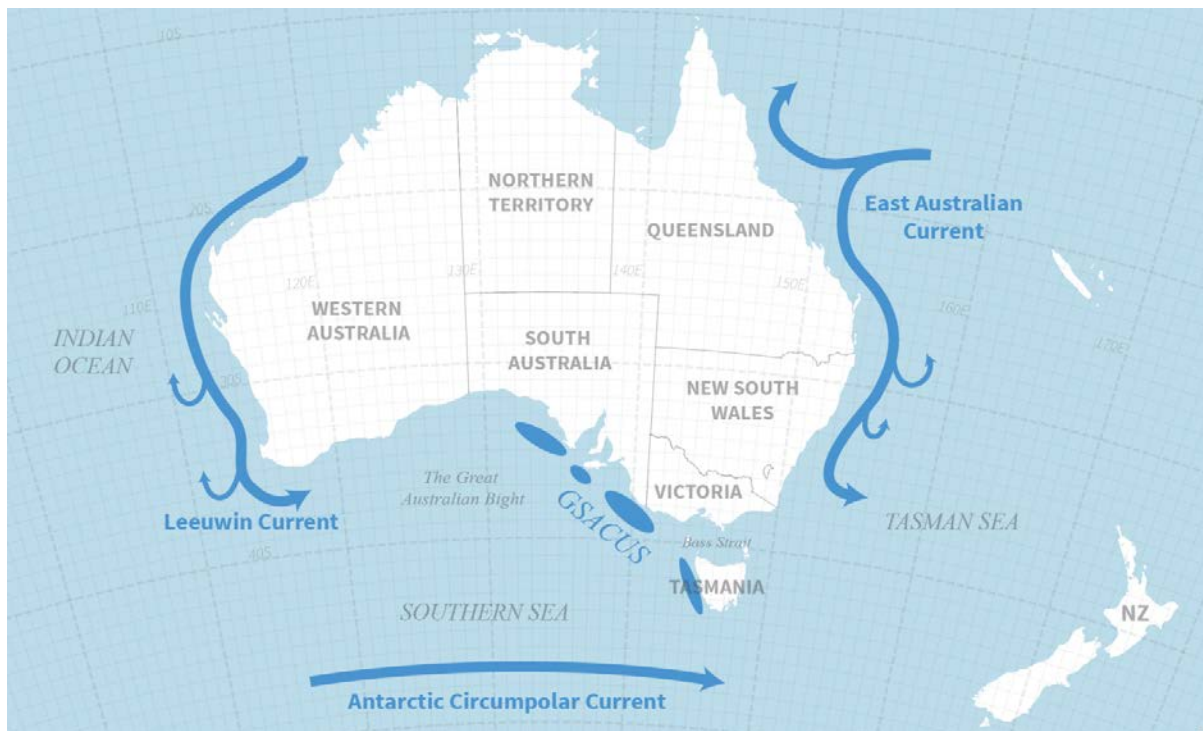 10S
NORTHERN
TERRITORY
East Australian
Current
20S
QUEENSLAND
130E
140E
150E
120E
110E
160E
170E
WESTERN
AUSTRALIA
INDIAN
OCEAN
SOUTH
AUSTRALIA
30S
NEW SOUTH
WALES
The Great
Australian Bight
VICTORIA
GSACUS
Leeuwin Current
TASMAN SEA
40S
Bass Strait
TASMANIA
SOUTHERN SEA
NZ
Antarctic Circumpolar Current